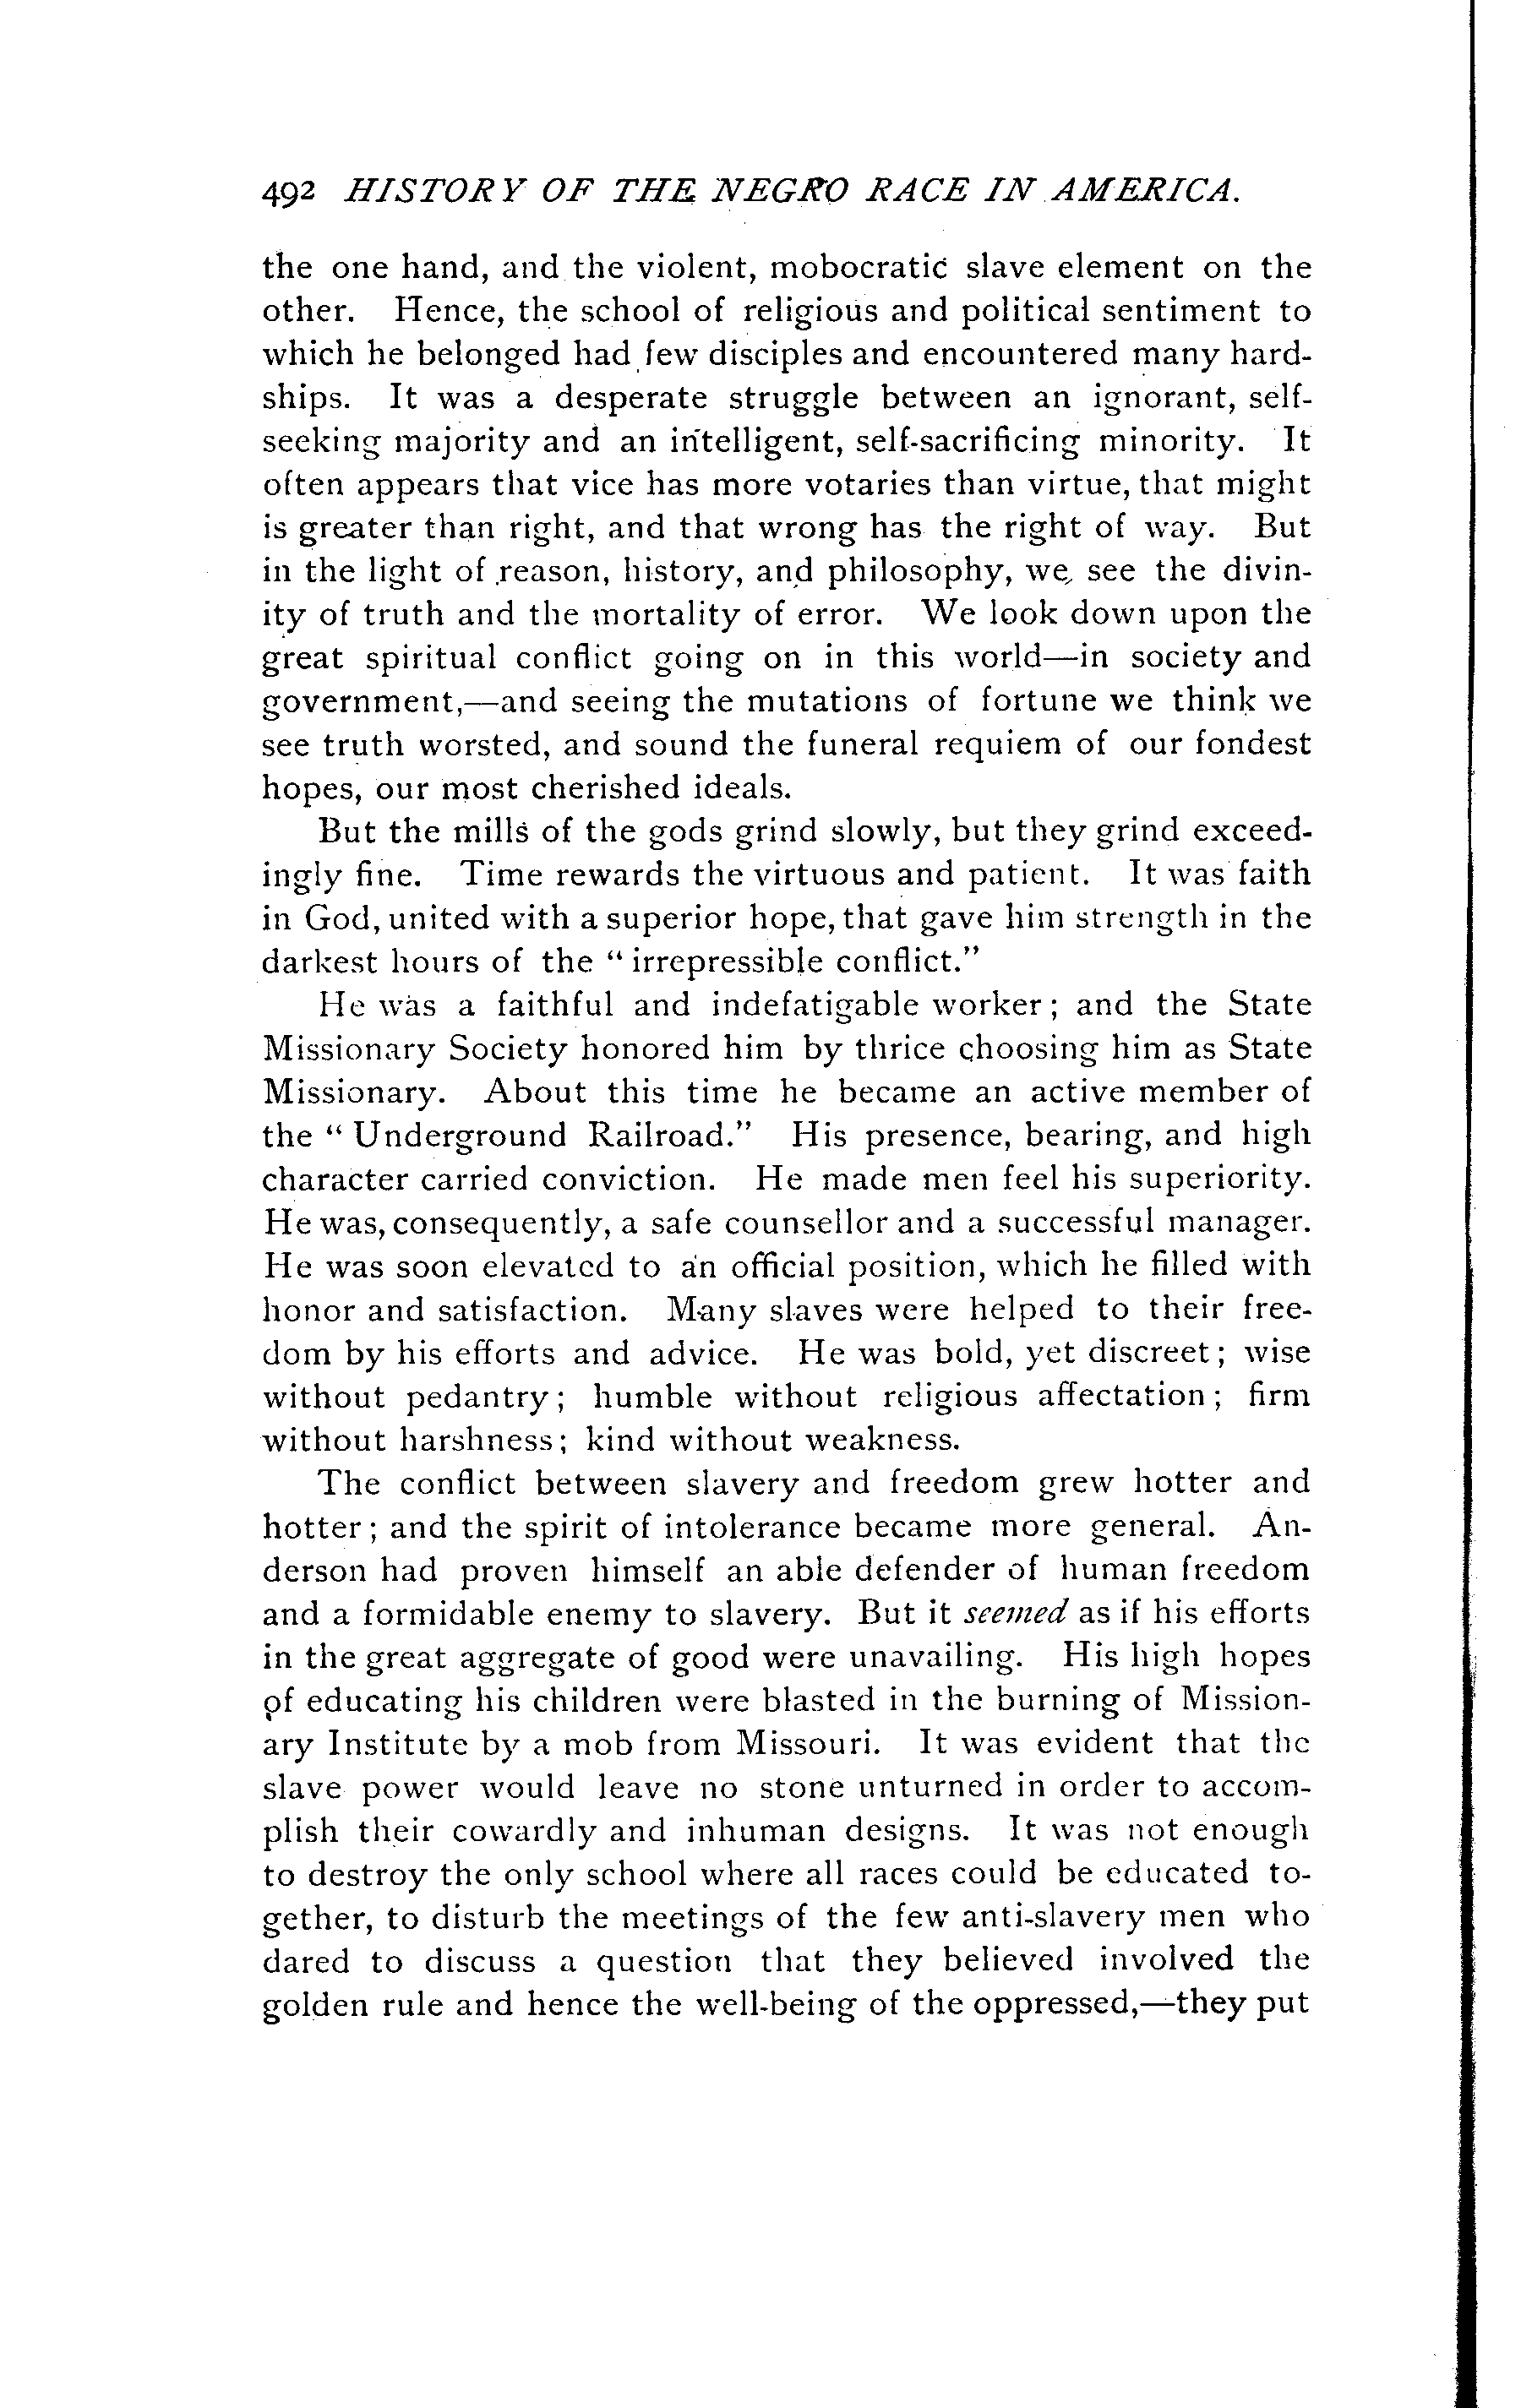 492 HISTORY OF THE NEGRO RACE IN AMERICA.
the one hand, and the violent, mobocratic slave element on the
other. Hence, the school of religious and political sentiment to
which he belonged had few disciples and encountered many hard-
ships. It was a desperate struggle between an ignorant, self-
seeking majority and an intelligent, self-sacrificing minority. It
often appears that vice has more votaries than virtue, that might
is greater than right, and that wrong has the right of way. But
in the light of reason, history, and philosophy, we see the divin-
ity of truth and the mortality of error. We look down upon the
great spiritual conflict going on in this world—in society and
government,—and seeing the mutations of fortune we think we
see truth worsted, and sound the funeral requiem of our fondest
hopes, our most cherished ideals.
But the mills of the gods grind slowly, but they grind exceed-
ingly fine. Time rewards the virtuous and patient. It was faith
in God, united with a superior hope, that gave him strength in the
darkest hours of the "irrepressible conflict."
He was a faithful and indefatigable worker; and the State
Missionary Society honored him by thrice choosing him as State
Missionary. About this time he became an active member of
the "Underground Railroad." His presence, bearing, and high
character carried conviction. He made men feel his superiority.
He was, consequently, a safe counsellor and a successful manager.
He was soon elevated to an official position, which he filled with
honor and satisfaction. Many slaves were helped to their free-
dom by his efforts and advice. He was bold, yet discreet; wise
without pedantry; humble without religious affectation; firm
without harshness; kind without weakness.
The conflict between slavery and freedom grew hotter and
hotter; and the spirit of intolerance became more general. An-
derson had proven himself an able defender of human freedom
and a formidable enemy to slavery. But it seemed as if his efforts
in the great aggregate of good were unavailing. His high hopes
of educating his children were blasted in the burning of Mission-
ary Institute by a mob from Missouri. It was evident that the
slave power would leave no stone unturned in order to accom-
plish their cowardly and inhuman designs. It was not enough
to destroy the only school where all races could be educated to-
gether, to disturb the meetings of the few anti-slavery men who
dared to discuss a question that they believed involved the
golden rule and hence the well-being of the oppressed,—they put